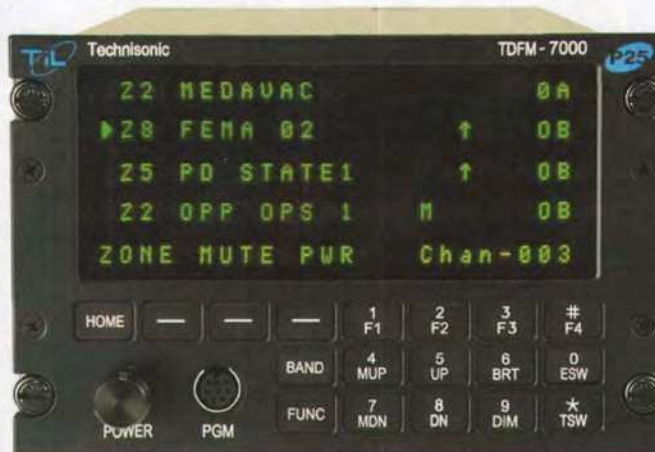 TiL Technisonic TDFM-7000 P25
Z2 MEDAVAC 0A
Z8 FEMA 02 ↑ 0B
Z5 PD STATE1 ↑ 0B
Z2 OPP OPS 1 M 0B
ZONE MUTE PWR Chan-003
HOME — — — 1 F1 2 F2 3 F3 # F4
BAND 4 MUP 5 UP 6 BRT 0 ESW
FUNC 7 MDN 8 DN 9 DIM * TSW
POWER PGM